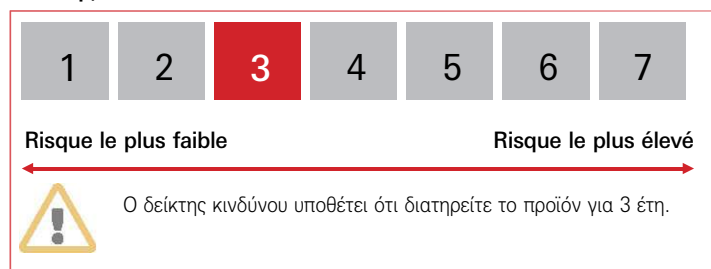 1 2 3 4 5 6 7
Risque le plus faible Risque le plus élevé
Ο δείκτης κινδύνου υποθέτει ότι διατηρείτε το προϊόν για 3 έτη.